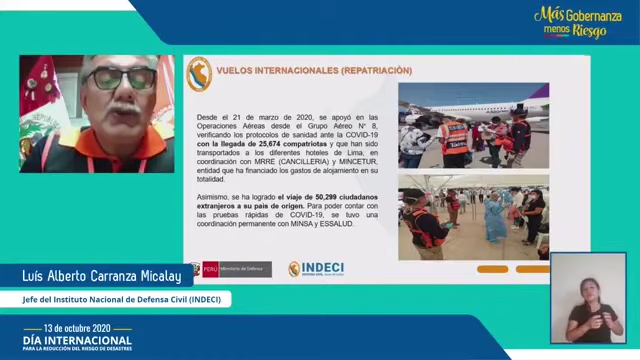 Más Gobernanza
menos Riesgo
VUELOS INTERNACIONALES (REPATRIACIÓN)
Desde el 21 de marzo de 2020, se apoyó en las
Operaciones Aéreas desde el Grupo Aéreo N° 8,
verificando los protocolos de sanidad ante la COVID-19
con la llegada de 25,674 compatriotas y que han sido
transportados a los diferentes hoteles de Lima, en
coordinación con MRRE (CANCILLERIA) y MINCETUR,
entidad que ha financiado los gastos de alojamiento en su
totalidad.
Asimismo, se ha logrado el viaje de 50,299 ciudadanos
extranjeros a su país de origen. Para poder contar con
las pruebas rápidas de COVID-19, se tuvo una
coordinación permanente con MINSA y ESSALUD.
PERÚ Ministerio de Defensa
INDECI
Luís Alberto Carranza Micalay
Jefe del Instituto Nacional de Defensa Civil (INDECI)
13 de octubre 2020
DÍA INTERNACIONAL
PARA LA REDUCCIÓN DEL RIESGO DE DESASTRES